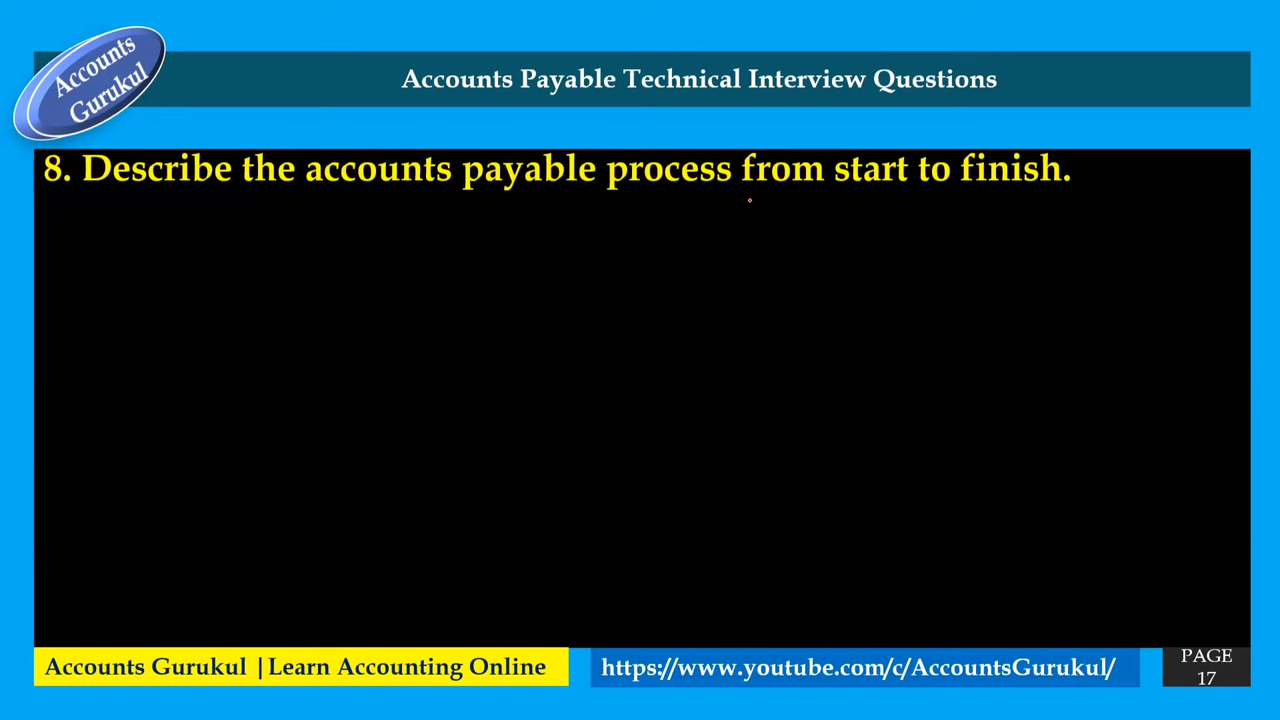 Accounts
Gurukul
Accounts Payable Technical Interview Questions
8. Describe the accounts payable process from start to finish.
Accounts Gurukul |Learn Accounting Online
https://www.youtube.com/c/AccountsGurukul/
PAGE
17